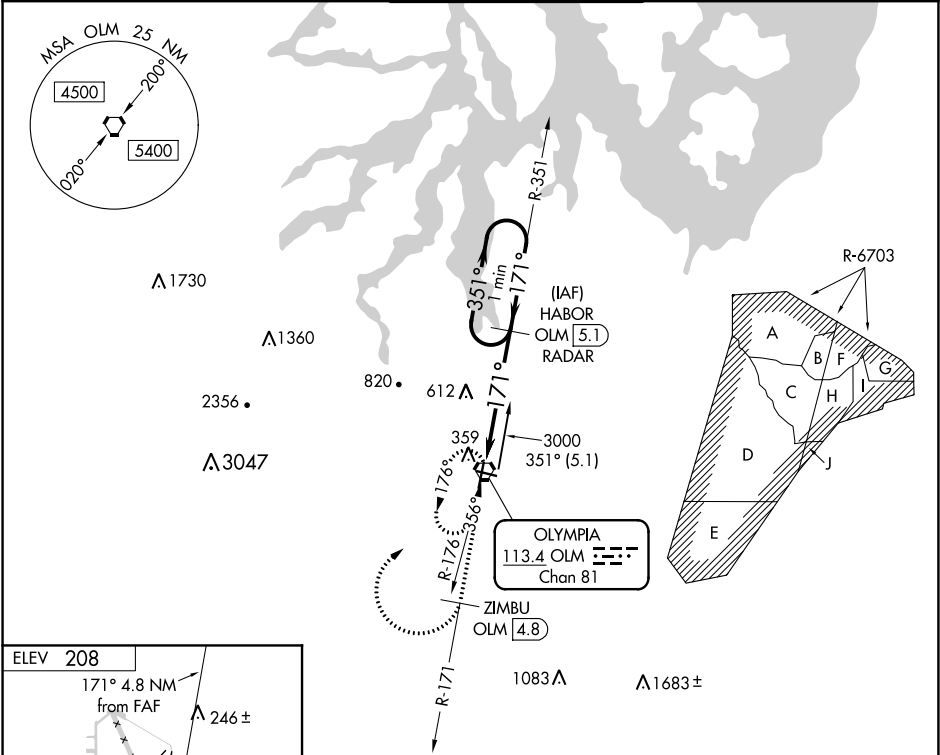 MSA OLM 25 NM
4500
200°
5400
020°
R-351
351°
1 min
171°
(IAF)
HABOR
OLM 5.1
RADAR
R-6703
A
B
F
G
C
H
I
D
J
E
1730
1360
820
612
2356
171°
359
3000
351° (5.1)
3047
176°
356°
R-176
OLYMPIA
113.4 OLM
Chan 81
ZIMBU
OLM 4.8
R-171
1083
1683±
ELEV 208
171° 4.8 NM
from FAF
246±